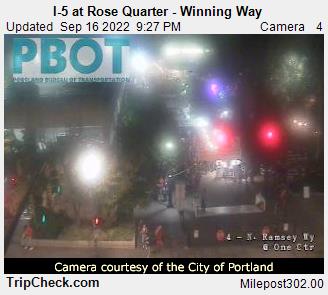 I-5 at Rose Quarter - Winning Way
Updated Sep 16 2022 9:27 PM Camera 4
PBOT
PORTLAND BUREAU OF TRANSPORTATION
4 - N. Ramsey Wy
@ One Ctr
Camera courtesy of the City of Portland
TripCheck.com Milepost302.00